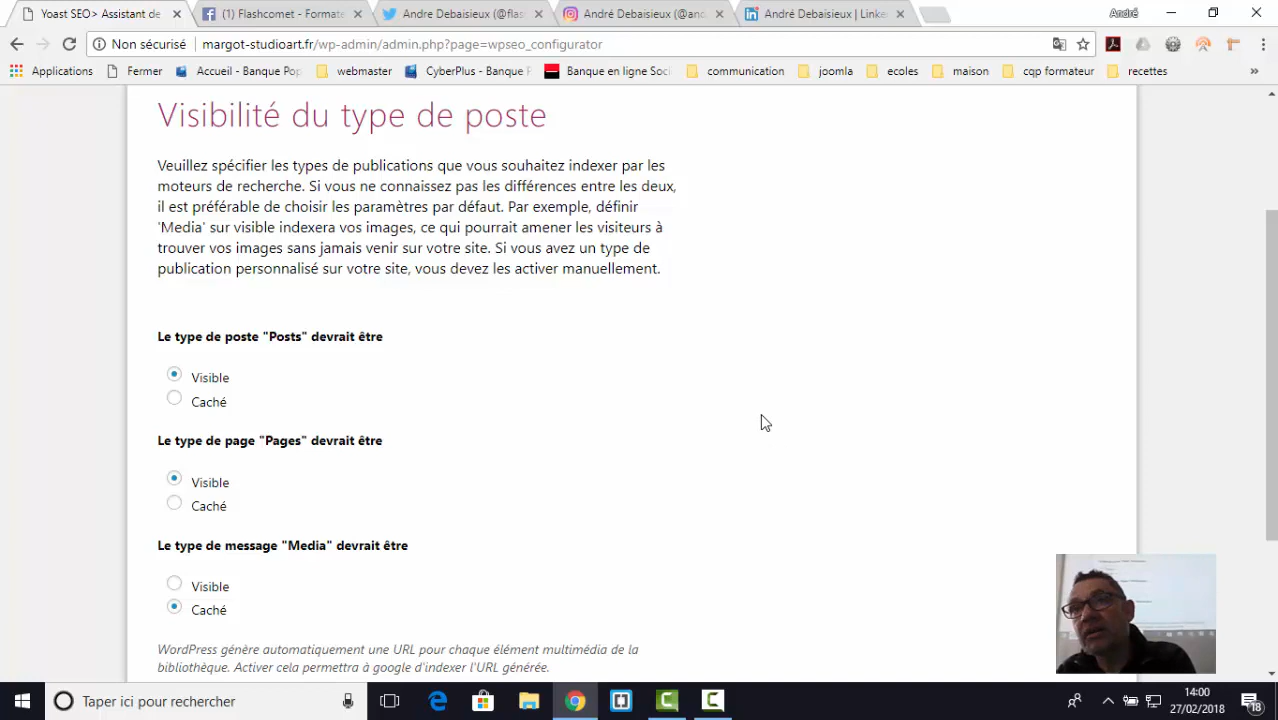 Yoast SEO> Assistant de
(1) Flashcomet - Formate
Andre Debaisieux (@flas
André Debaisieux (@and
André Debaisieux | Linke
André
Non sécurisé
margot-studioart.fr/wp-admin/admin.php?page=wpseo_configurator
Applications
Fermer
Accueil - Banque Pop
webmaster
CyberPlus - Banque P
Banque en ligne Soci
communication
joomla
ecoles
maison
cqp formateur
recettes
»
Visibilité du type de poste
Veuillez spécifier les types de publications que vous souhaitez indexer par les
moteurs de recherche. Si vous ne connaissez pas les différences entre les deux,
il est préférable de choisir les paramètres par défaut. Par exemple, définir
'Media' sur visible indexera vos images, ce qui pourrait amener les visiteurs à
trouver vos images sans jamais venir sur votre site. Si vous avez un type de
publication personnalisé sur votre site, vous devez les activer manuellement.
Le type de poste "Posts" devrait être
Visible
Caché
Le type de page "Pages" devrait être
Visible
Caché
Le type de message "Media" devrait être
Visible
Caché
WordPress génère automatiquement une URL pour chaque élément multimédia de la
bibliothèque. Activer cela permettra à google d'indexer l'URL générée.
Taper ici pour rechercher
14:00
27/02/2018
18